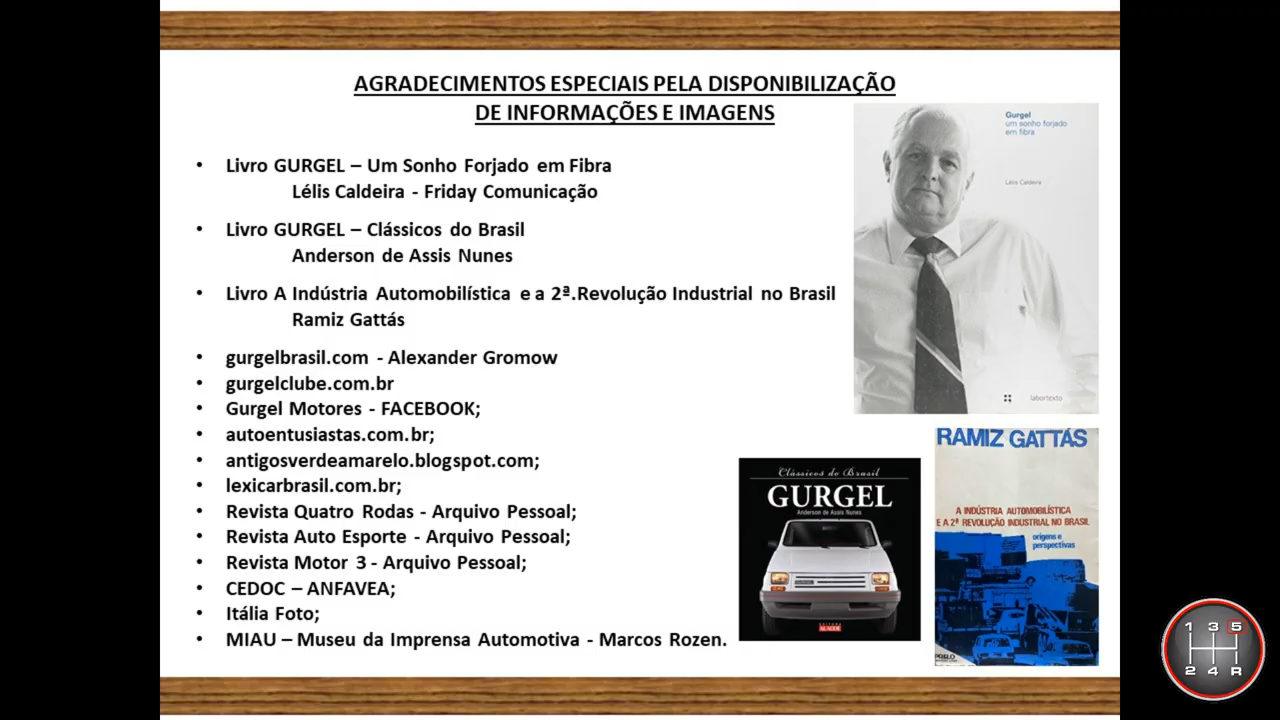 AGRADECIMENTOS ESPECIAIS PELA DISPONIBILIZAÇÃO
DE INFORMAÇÕES E IMAGENS
• Livro GURGEL – Um Sonho Forjado em Fibra
Lélis Caldeira - Friday Comunicação
• Livro GURGEL – Clássicos do Brasil
Anderson de Assis Nunes
• Livro A Indústria Automobilística e a 2ª.Revolução Industrial no Brasil
Ramiz Gattás
• gurgelbrasil.com - Alexander Gromow
• gurgelclube.com.br
• Gurgel Motores - FACEBOOK;
• autoentusiastas.com.br;
• antigosverdeamarelo.blogspot.com;
• lexicarbrasil.com.br;
• Revista Quatro Rodas - Arquivo Pessoal;
• Revista Auto Esporte - Arquivo Pessoal;
• Revista Motor 3 - Arquivo Pessoal;
• CEDOC – ANFAVEA;
• Itália Foto;
• MIAU – Museu da Imprensa Automotiva - Marcos Rozen.
Gurgel
um sonho forjado
em fibra
Lélis Caldeira
labortexto
Clássicos do Brasil
GURGEL
Anderson de Assis Nunes
ALAÚDE
RAMIZ GATTÁS
A INDÚSTRIA AUTOMOBILÍSTICA
E A 2ª REVOLUÇÃO INDUSTRIAL NO BRASIL
origens e
perspectivas
1 3 5
2 4 R